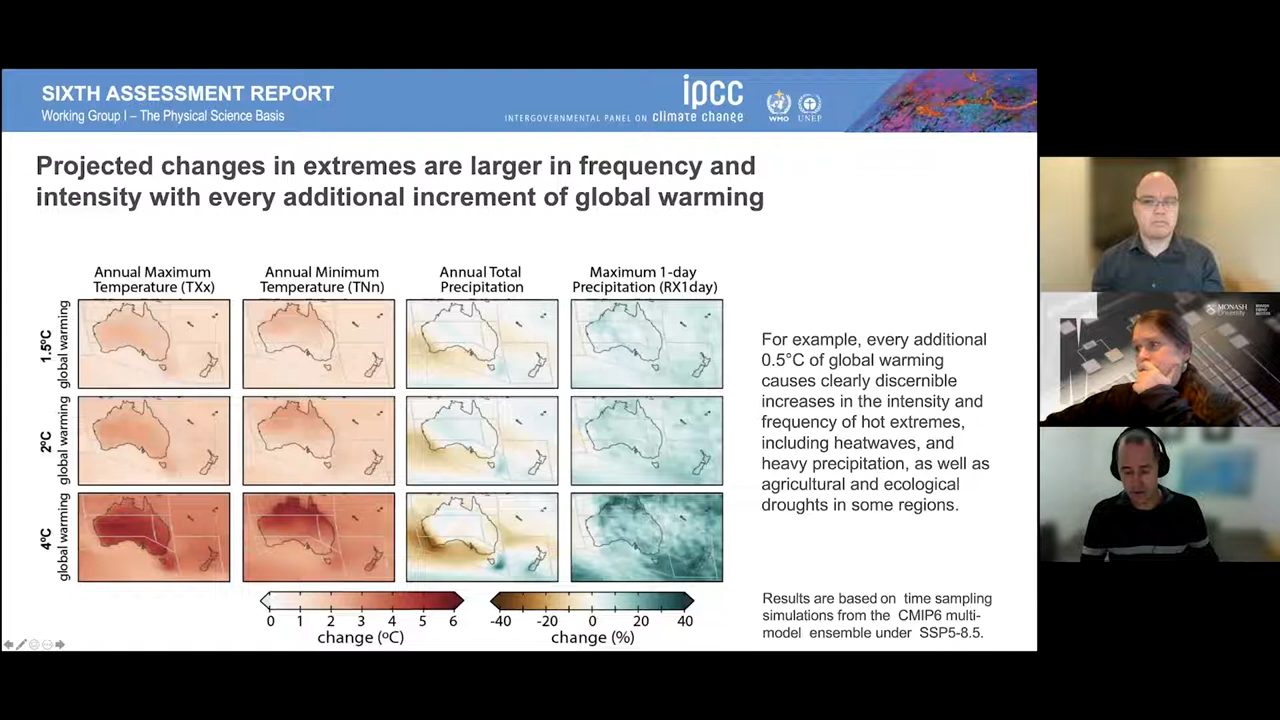 SIXTH ASSESSMENT REPORT
Working Group I – The Physical Science Basis
ipcc
INTERGOVERNMENTAL PANEL ON climate change
WMO
UNEP
Projected changes in extremes are larger in frequency and
intensity with every additional increment of global warming
Annual Maximum
Temperature (TXx)
Annual Minimum
Temperature (TNn)
Annual Total
Precipitation
Maximum 1-day
Precipitation (RX1day)
1.5ºC
global warming
2ºC
global warming
4ºC
global warming
0 1 2 3 4 5 6
change (ºC)
-40 -20 0 20 40
change (%)
For example, every additional
0.5°C of global warming
causes clearly discernible
increases in the intensity and
frequency of hot extremes,
including heatwaves, and
heavy precipitation, as well as
agricultural and ecological
droughts in some regions.
Results are based on time sampling
simulations from the CMIP6 multi-
model ensemble under SSP5-8.5.
MONASH
University